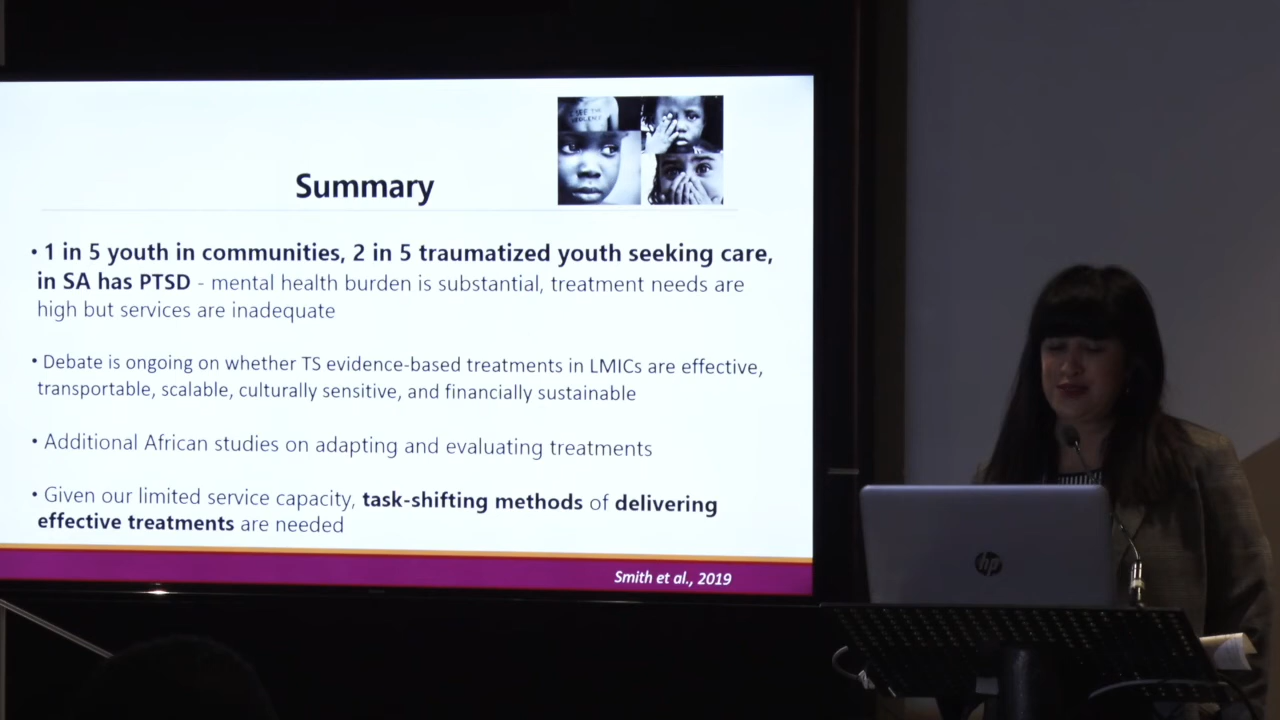 Summary
• 1 in 5 youth in communities, 2 in 5 traumatized youth seeking care,
in SA has PTSD - mental health burden is substantial, treatment needs are
high but services are inadequate
• Debate is ongoing on whether TS evidence-based treatments in LMICs are effective,
transportable, scalable, culturally sensitive, and financially sustainable
• Additional African studies on adapting and evaluating treatments
• Given our limited service capacity, task-shifting methods of delivering
effective treatments are needed
Smith et al., 2019
hp